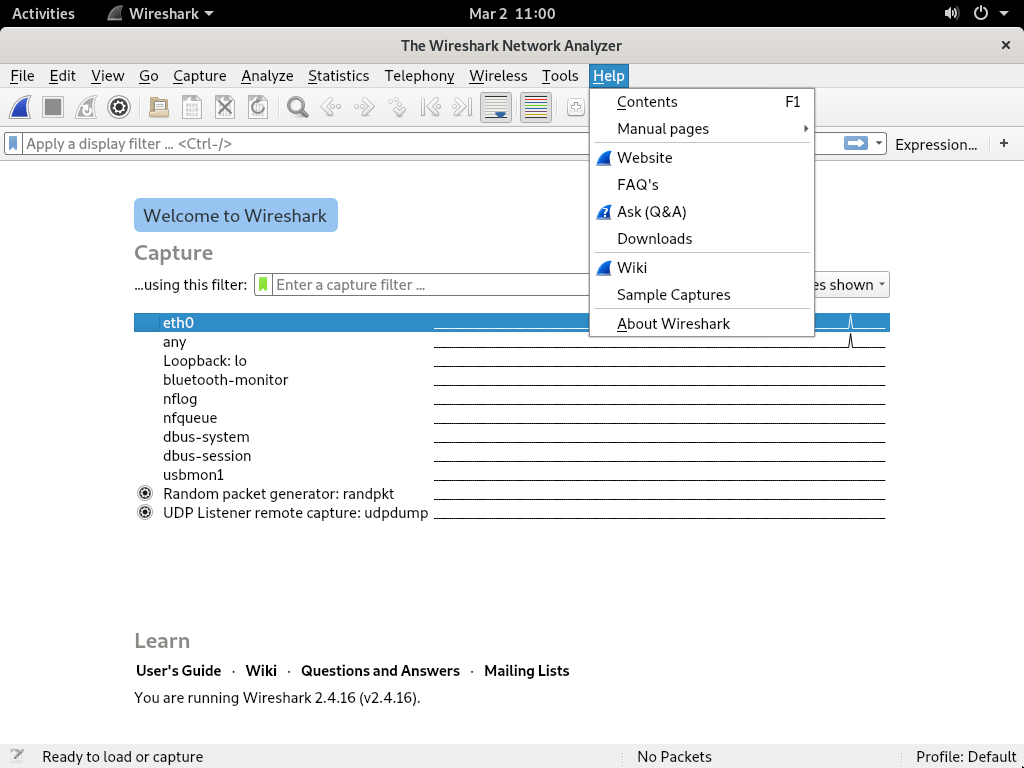 Activities Wireshark Mar 2 11:00
The Wireshark Network Analyzer
File Edit View Go Capture Analyze Statistics Telephony Wireless Tools Help
Contents F1
Manual pages
Website
FAQ's
Ask (Q&A)
Downloads
Wiki
Sample Captures
About Wireshark
Apply a display filter … <Ctrl-/> Expression… +
Welcome to Wireshark
Capture
…using this filter: Enter a capture filter … shown
eth0
any
Loopback: lo
bluetooth-monitor
nflog
nfqueue
dbus-system
dbus-session
usbmon1
Random packet generator: randpkt
UDP Listener remote capture: udpdump
Learn
User's Guide · Wiki · Questions and Answers · Mailing Lists
You are running Wireshark 2.4.16 (v2.4.16).
Ready to load or capture No Packets Profile: Default